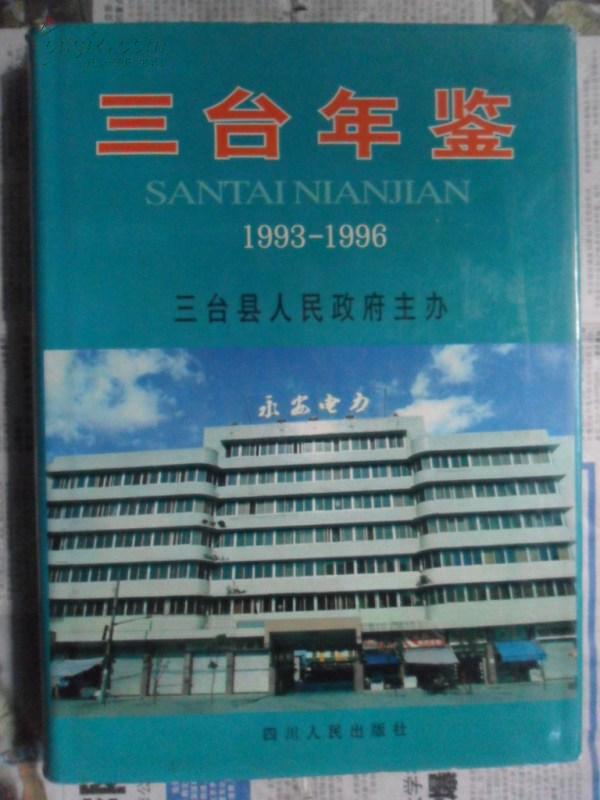 三台年鉴
SANTAI NIANJIAN
1993-1996
三台县人民政府主办
永安电力
四川人民出版社